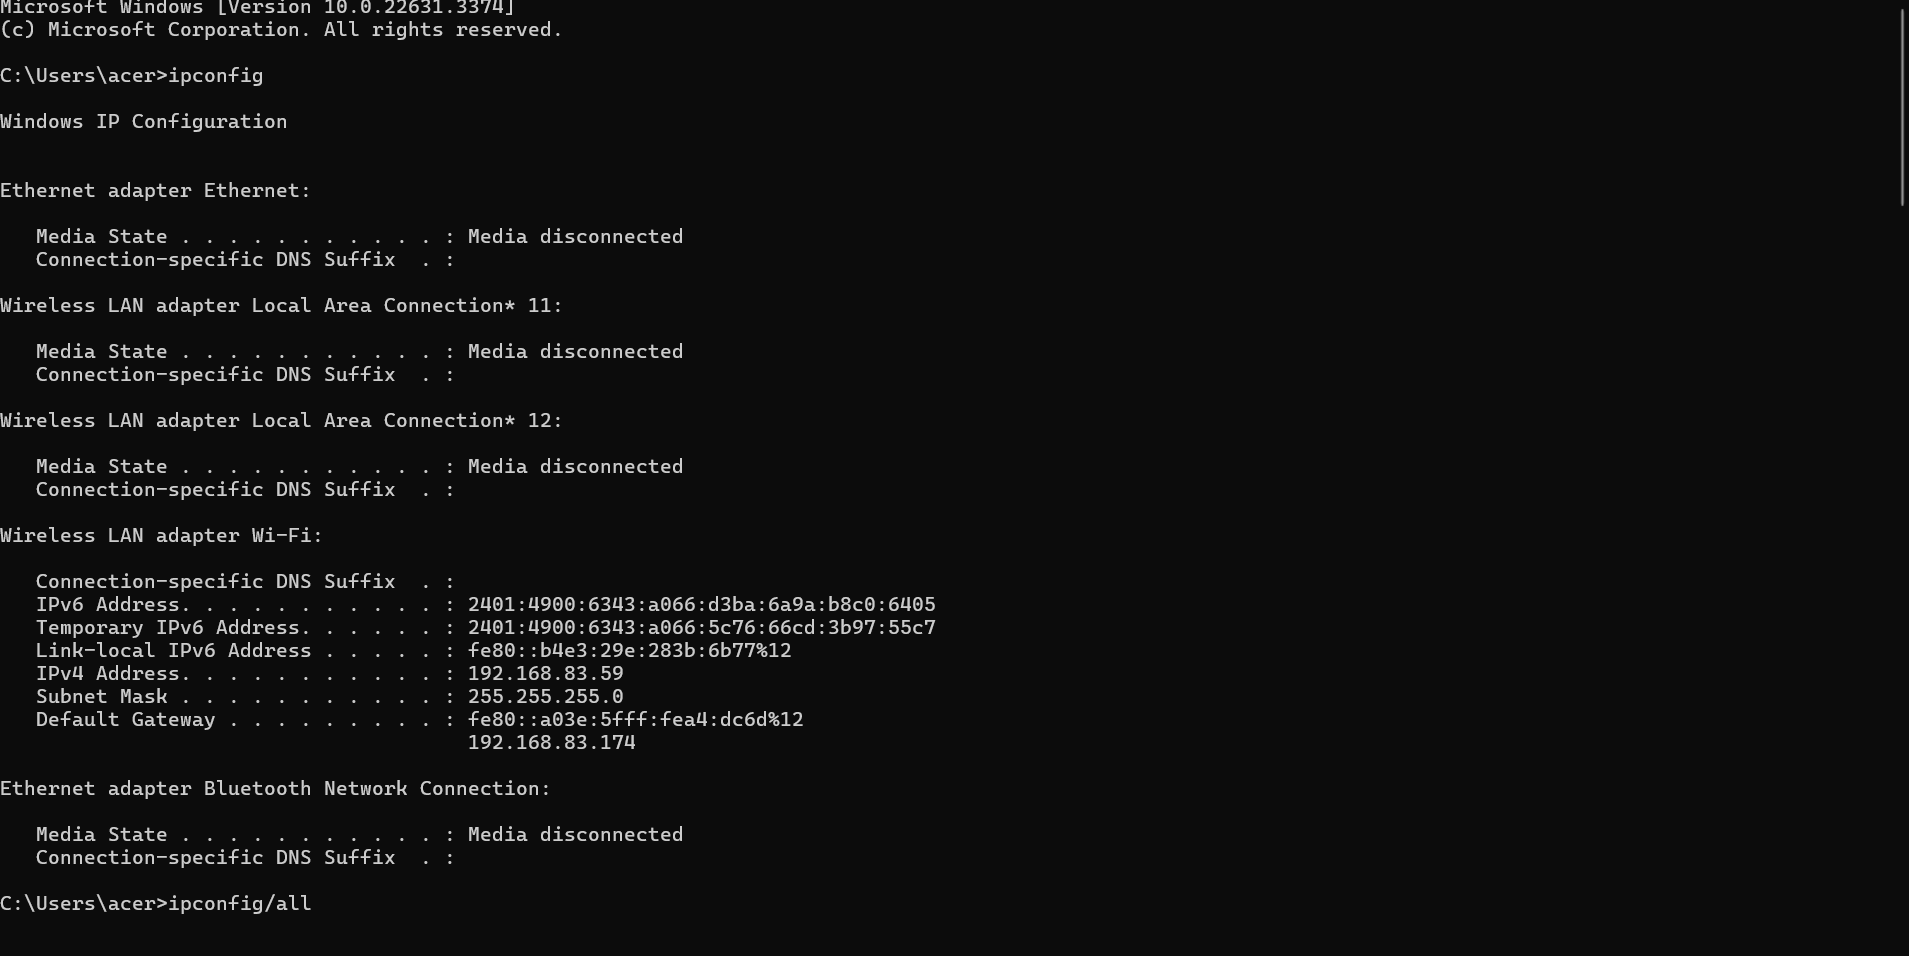 Microsoft Windows [Version 10.0.22631.3374]
(c) Microsoft Corporation. All rights reserved.

C:\Users\acer>ipconfig

Windows IP Configuration


Ethernet adapter Ethernet:

   Media State . . . . . . . . . . . : Media disconnected
   Connection-specific DNS Suffix  . :

Wireless LAN adapter Local Area Connection* 11:

   Media State . . . . . . . . . . . : Media disconnected
   Connection-specific DNS Suffix  . :

Wireless LAN adapter Local Area Connection* 12:

   Media State . . . . . . . . . . . : Media disconnected
   Connection-specific DNS Suffix  . :

Wireless LAN adapter Wi-Fi:

   Connection-specific DNS Suffix  . :
   IPv6 Address. . . . . . . . . . . : 2401:4900:6343:a066:d3ba:6a9a:b8c0:6405
   Temporary IPv6 Address. . . . . . : 2401:4900:6343:a066:5c76:66cd:3b97:55c7
   Link-local IPv6 Address . . . . . : fe80::b4e3:29e:283b:6b77%12
   IPv4 Address. . . . . . . . . . . : 192.168.83.59
   Subnet Mask . . . . . . . . . . . : 255.255.255.0
   Default Gateway . . . . . . . . . : fe80::a03e:5fff:fea4:dc6d%12
                                       192.168.83.174

Ethernet adapter Bluetooth Network Connection:

   Media State . . . . . . . . . . . : Media disconnected
   Connection-specific DNS Suffix  . :

C:\Users\acer>ipconfig/all